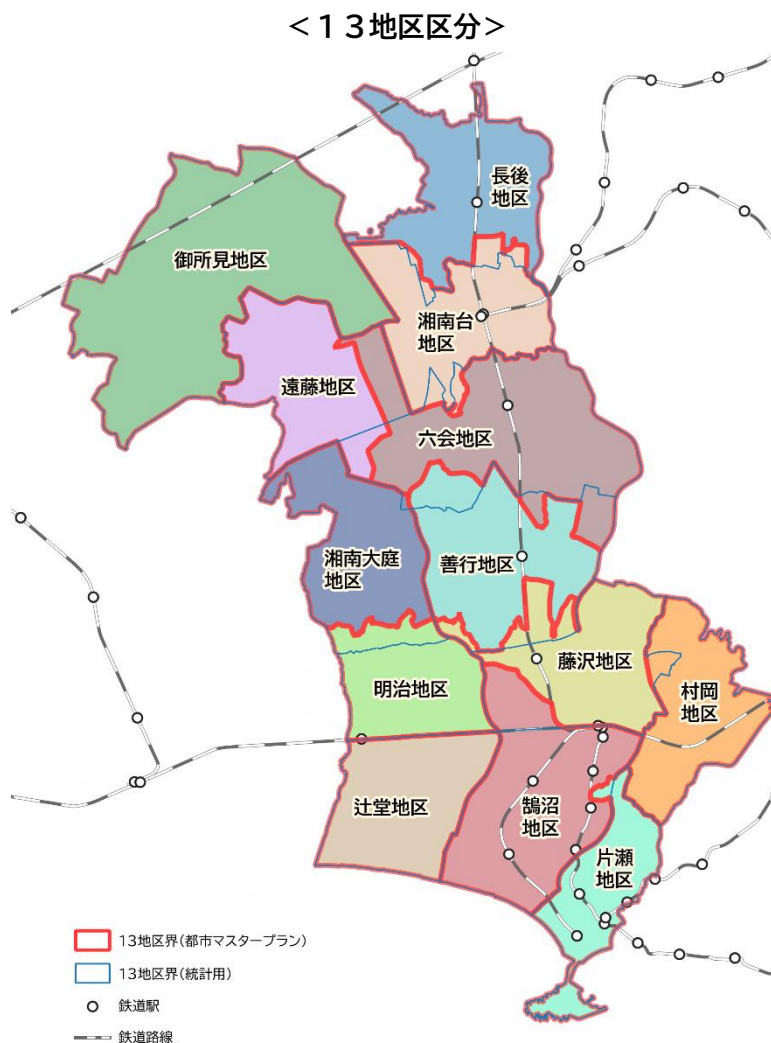 <13地区区分>
長後
地区
御所見地区
湘南台
地区
遠藤地区
六会地区
湘南大庭
地区
善行地区
藤沢地区
明治地区
村岡
地区
辻堂地区
鵠沼
地区
片瀬
地区
13地区界(都市マスタープラン)
13地区界(統計用)
鉄道駅
鉄道路線